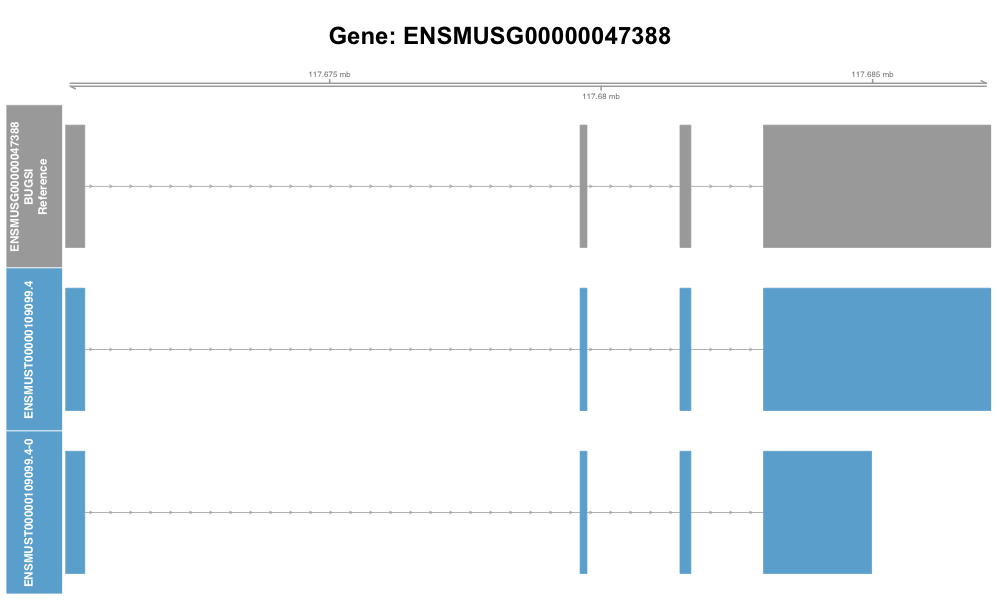 Gene: ENSMUSG00000047388
117.675 mb
117.685 mb
117.68 mb
ENSMUSG00000047388
BUGSI
Reference
ENSMUST00000109099.4
ENSMUST00000109099.4-0